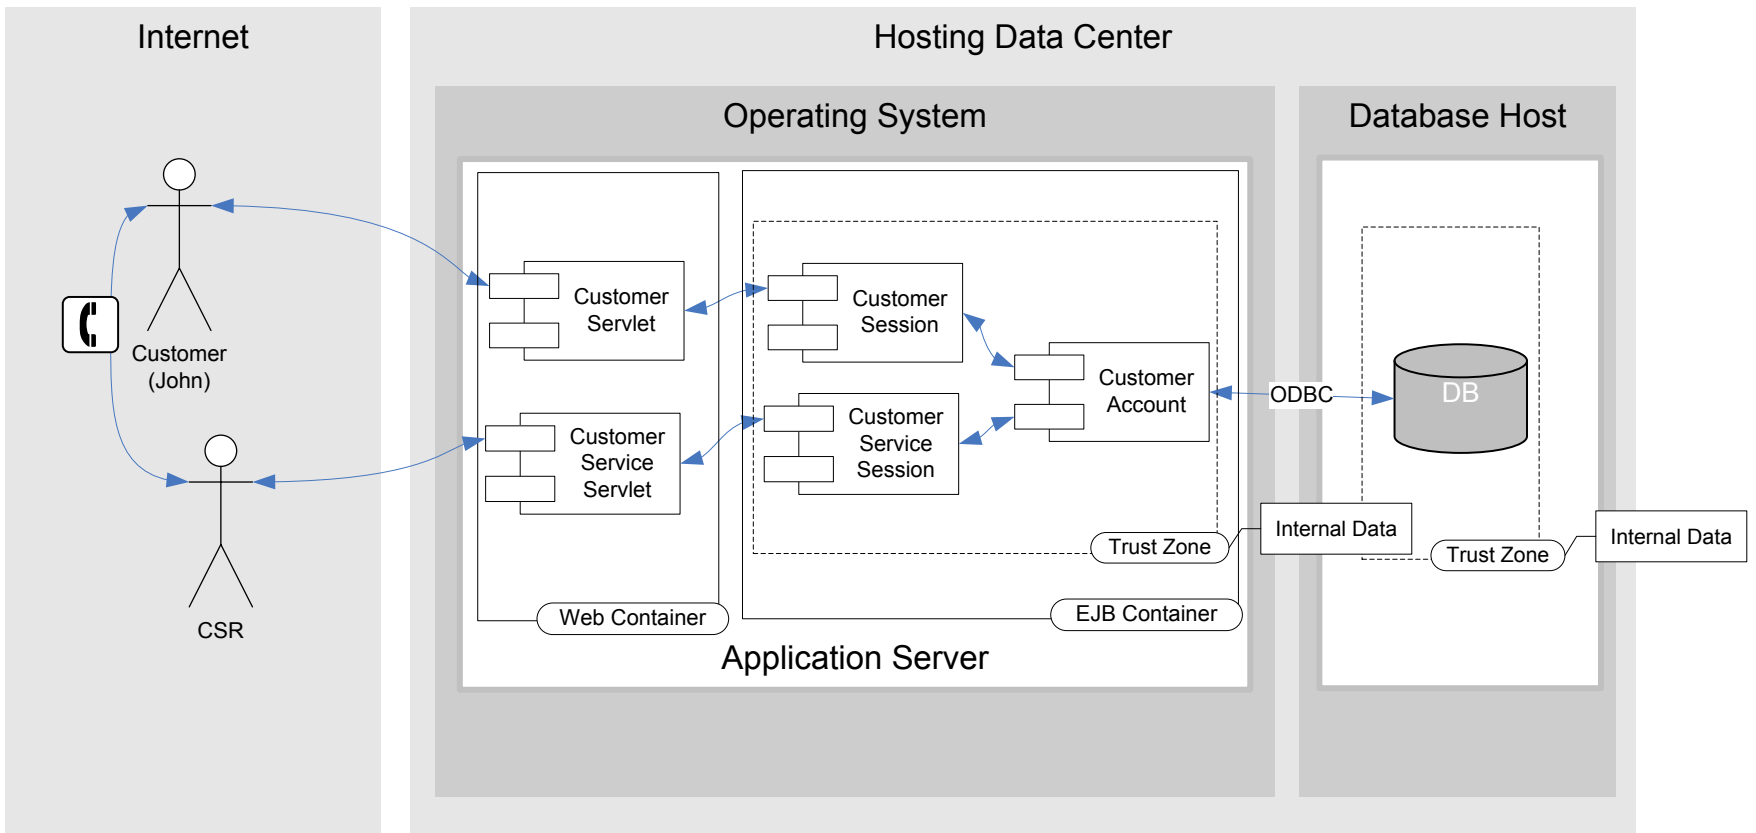 Internet
Hosting Data Center
Operating System
Database Host
Customer
Servlet
Customer
Session
Customer
(John)
Customer
Account
ODBC
DB
Customer
Service
Servlet
Customer
Service
Session
Internal Data
Internal Data
Trust Zone
Trust Zone
CSR
Web Container
EJB Container
Application Server